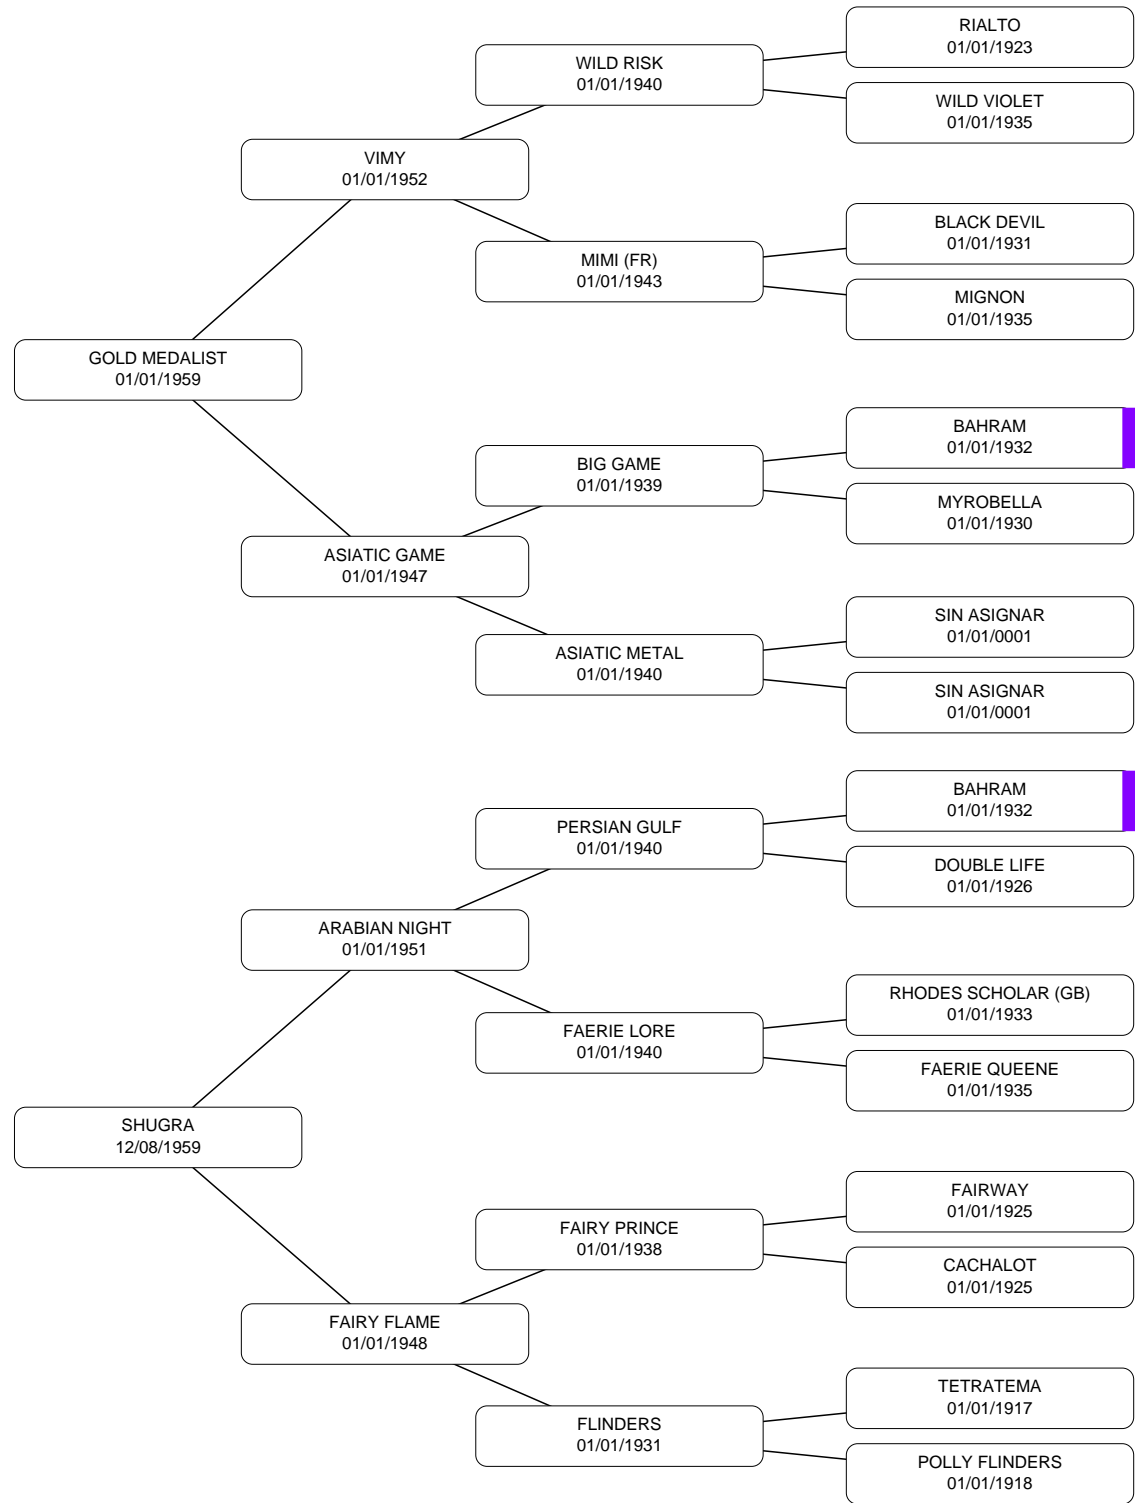 RIALTO
01/01/1923
WILD RISK
01/01/1940
WILD VIOLET
01/01/1935
VIMY
01/01/1952
BLACK DEVIL
01/01/1931
MIMI (FR)
01/01/1943
MIGNON
01/01/1935
GOLD MEDALIST
01/01/1959
BAHRAM
01/01/1932
BIG GAME
01/01/1939
MYROBELLA
01/01/1930
ASIATIC GAME
01/01/1947
SIN ASIGNAR
01/01/0001
ASIATIC METAL
01/01/1940
SIN ASIGNAR
01/01/0001
BAHRAM
01/01/1932
PERSIAN GULF
01/01/1940
DOUBLE LIFE
01/01/1926
ARABIAN NIGHT
01/01/1951
RHODES SCHOLAR (GB)
01/01/1933
FAERIE LORE
01/01/1940
FAERIE QUEENE
01/01/1935
SHUGRA
12/08/1959
FAIRWAY
01/01/1925
FAIRY PRINCE
01/01/1938
CACHALOT
01/01/1925
FAIRY FLAME
01/01/1948
TETRATEMA
01/01/1917
FLINDERS
01/01/1931
POLLY FLINDERS
01/01/1918